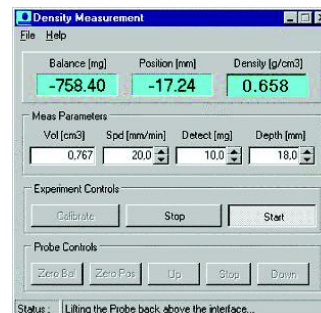 Density Measurement
File Help
Balance [mg] Position [mm] Density [g/cm3]
-758.40 -17.24 0.658
Meas Parameters
Vol [cm3] Spd [mm/min] Detect [mg] Depth [mm]
0,767 20,0 10,0 18,0
Experiment Controls
Calibrate Stop Start
Probe Controls
Zero Bal Zero Pos Up Stop Down
Status : Lifting the Probe back above the interface...